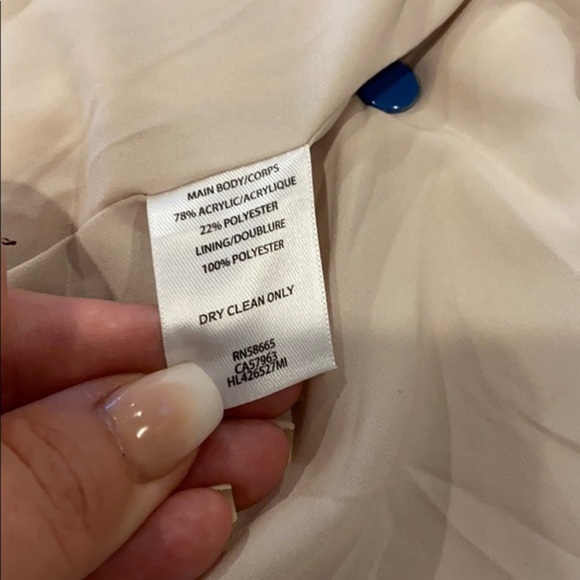 MAIN BODY/CORPS
78% ACRYLIC/ACRYLIQUE
22% POLYESTER
LINING/DOUBLURE
100% POLYESTER
DRY CLEAN ONLY
RN58665
CA57963
HL426527MI